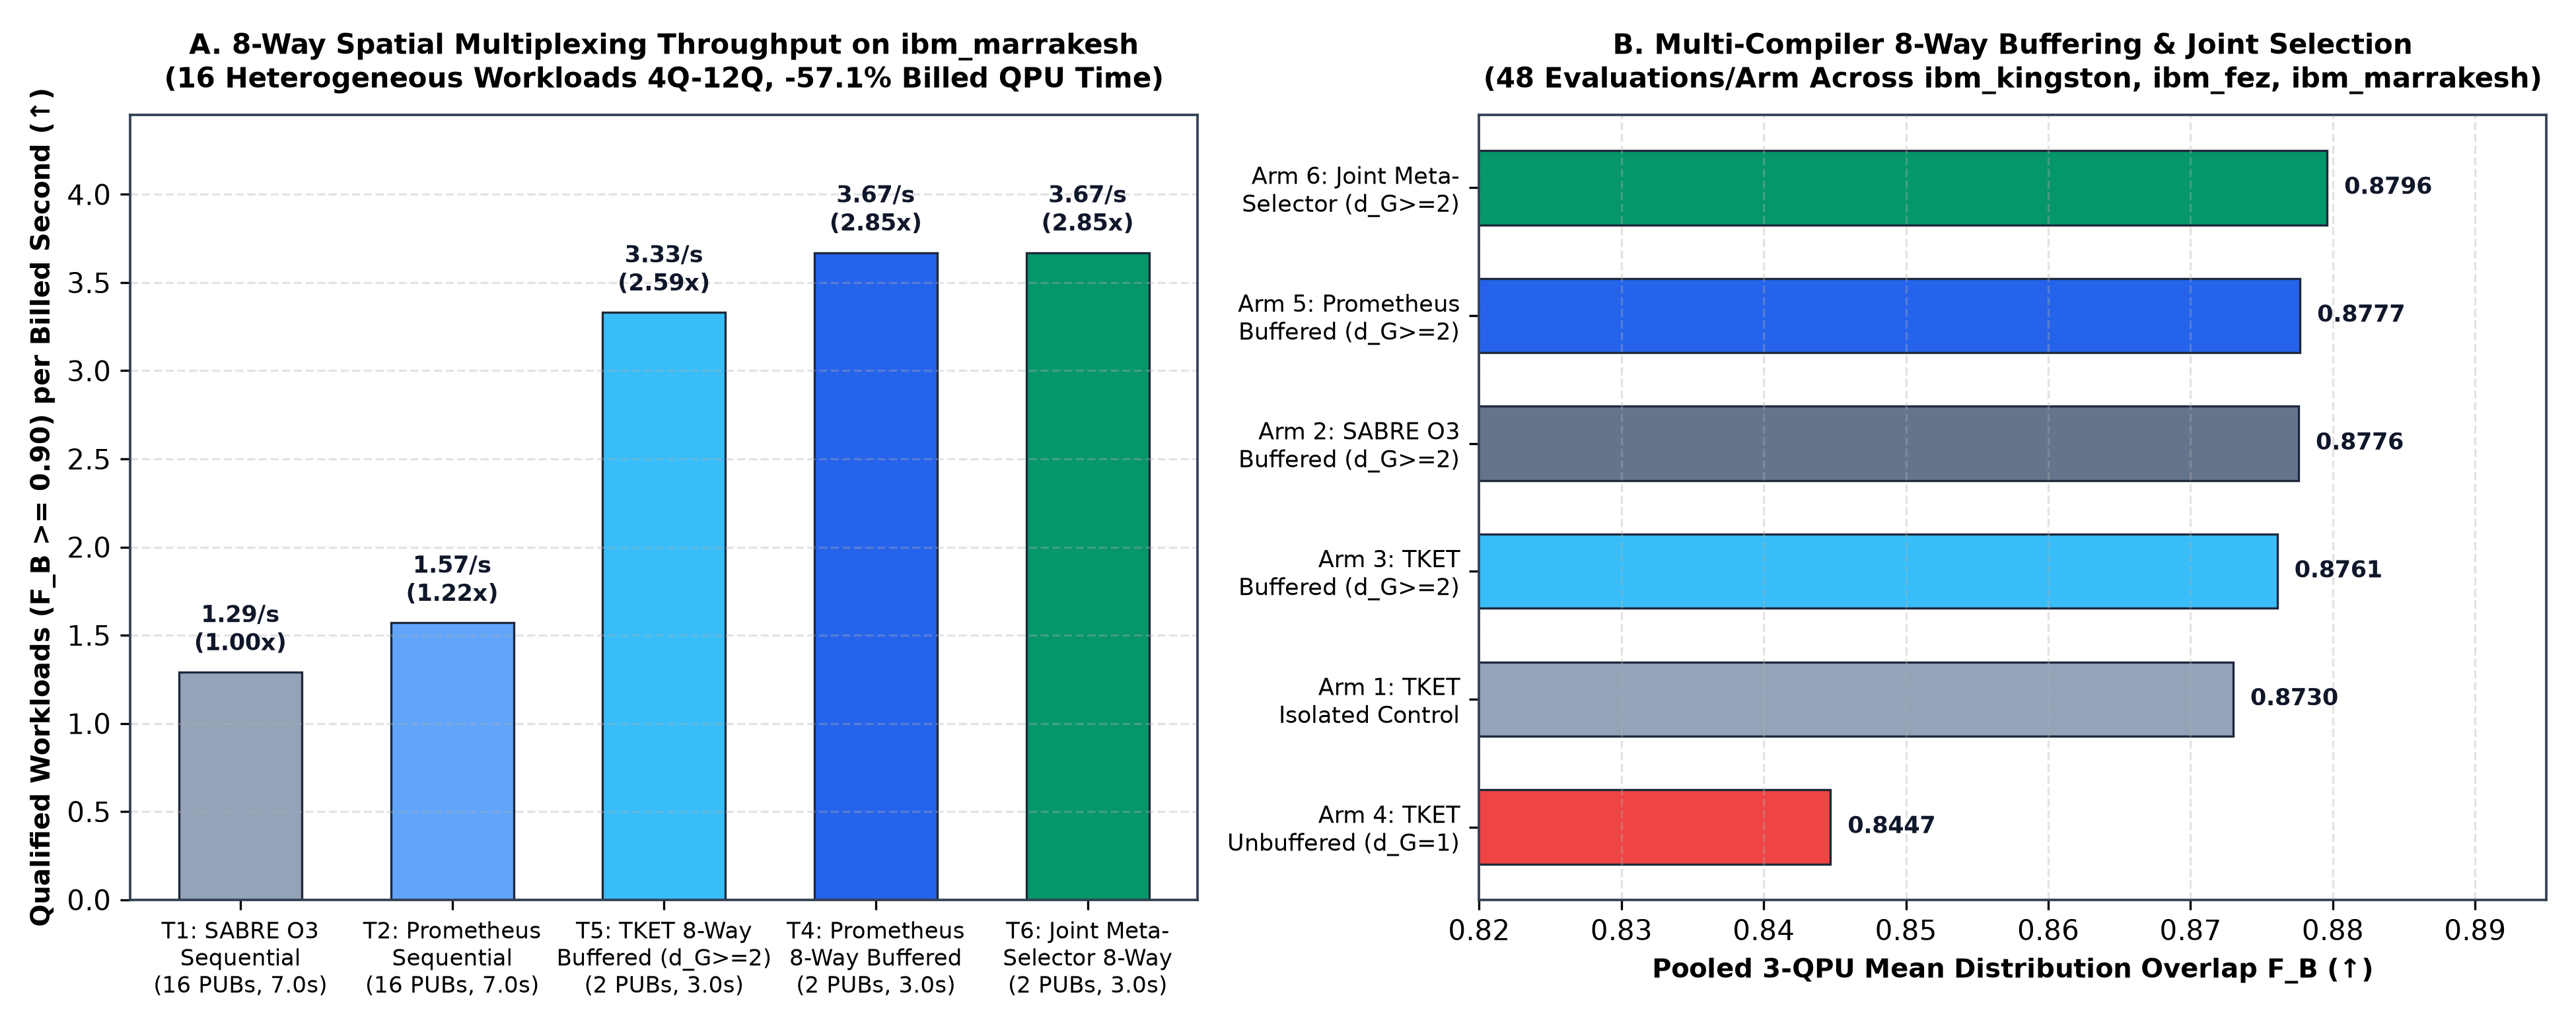 A. 8-Way Spatial Multiplexing Throughput on ibm_marrakesh
(16 Heterogeneous Workloads 4Q-12Q, -57.1% Billed QPU Time)
Qualified Workloads (F_B >= 0.90) per Billed Second (↑)
4.0
3.5
3.0
2.5
2.0
1.5
1.0
0.5
0.0
1.29/s
(1.00x)
1.57/s
(1.22x)
3.33/s
(2.59x)
3.67/s
(2.85x)
3.67/s
(2.85x)
T1: SABRE O3
Sequential
(16 PUBs, 7.0s)
T2: Prometheus
Sequential
(16 PUBs, 7.0s)
T5: TKET 8-Way
Buffered (d_G>=2)
(2 PUBs, 3.0s)
T4: Prometheus
8-Way Buffered
(2 PUBs, 3.0s)
T6: Joint Meta-
Selector 8-Way
(2 PUBs, 3.0s)
B. Multi-Compiler 8-Way Buffering & Joint Selection
(48 Evaluations/Arm Across ibm_kingston, ibm_fez, ibm_marrakesh)
Arm 6: Joint Meta-
Selector (d_G>=2)
0.8796
Arm 5: Prometheus
Buffered (d_G>=2)
0.8777
Arm 2: SABRE O3
Buffered (d_G>=2)
0.8776
Arm 3: TKET
Buffered (d_G>=2)
0.8761
Arm 1: TKET
Isolated Control
0.8730
Arm 4: TKET
Unbuffered (d_G=1)
0.8447
0.82
0.83
0.84
0.85
0.86
0.87
0.88
0.89
Pooled 3-QPU Mean Distribution Overlap F_B (↑)